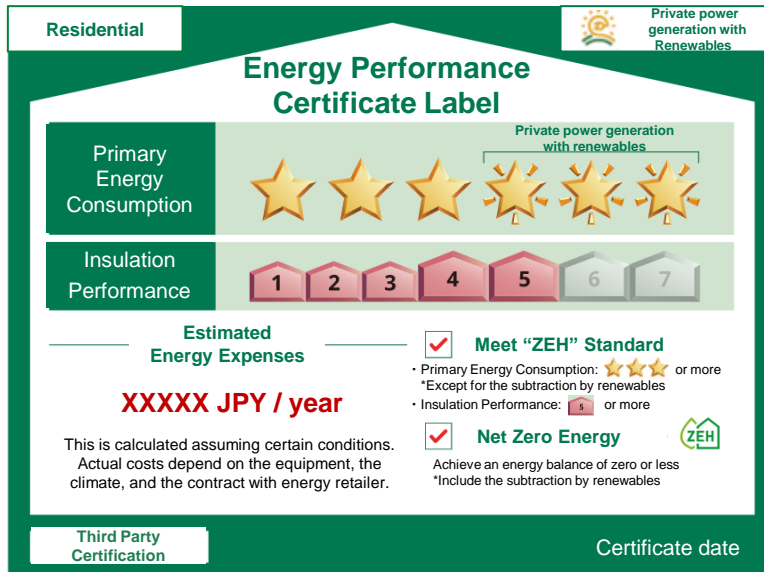 Residential
Private power
generation with
Renewables
Energy Performance
Certificate Label
Primary
Energy
Consumption
Private power generation
with renewables
Insulation
Performance
1 2 3 4 5 6 7
Estimated
Energy Expenses
XXXXX JPY / year
This is calculated assuming certain conditions.
Actual costs depend on the equipment, the
climate, and the contract with energy retailer.
Meet “ZEH” Standard
・Primary Energy Consumption: or more
*Except for the subtraction by renewables
・Insulation Performance: 5 or more
Net Zero Energy
ZEH
Achieve an energy balance of zero or less
*Include the subtraction by renewables
Third Party
Certification
Certificate date